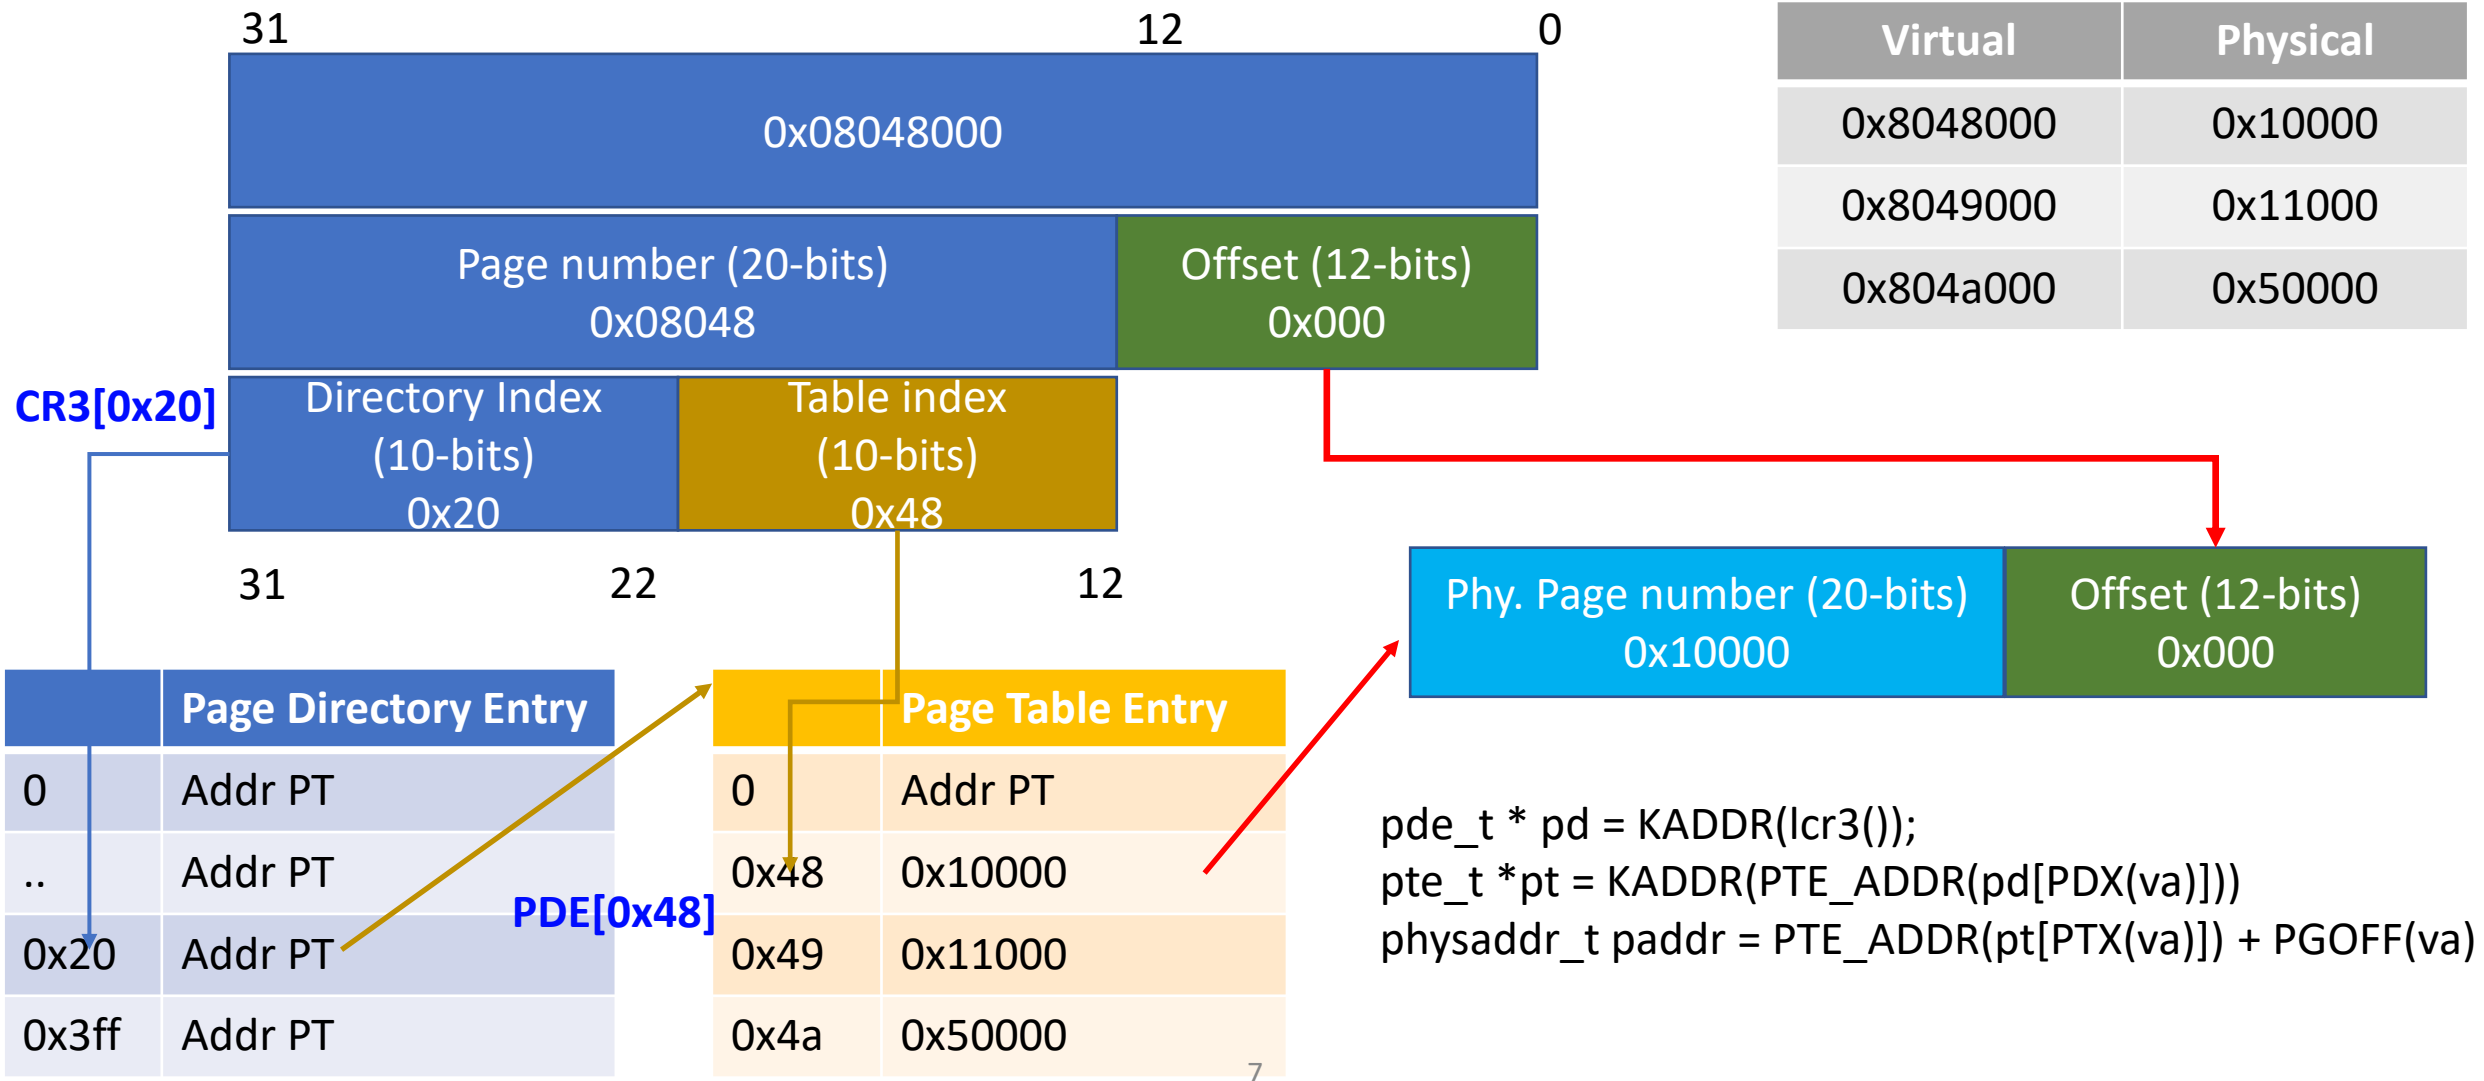 31 12 0
0x08048000
Page number (20-bits)
0x08048
Offset (12-bits)
0x000
CR3[0x20]
Directory Index
(10-bits)
0x20
Table index
(10-bits)
0x48
31 22 12
Virtual Physical
0x8048000 0x10000
0x8049000 0x11000
0x804a000 0x50000
Phy. Page number (20-bits)
0x10000
Offset (12-bits)
0x000
Page Directory Entry
0 Addr PT
.. Addr PT
0x20 Addr PT
0x3ff Addr PT
PDE[0x48]
Page Table Entry
0 Addr PT
0x48 0x10000
0x49 0x11000
0x4a 0x50000
pde_t * pd = KADDR(lcr3());
pte_t *pt = KADDR(PTE_ADDR(pd[PDX(va)]))
physaddr_t paddr = PTE_ADDR(pt[PTX(va)]) + PGOFF(va)
7